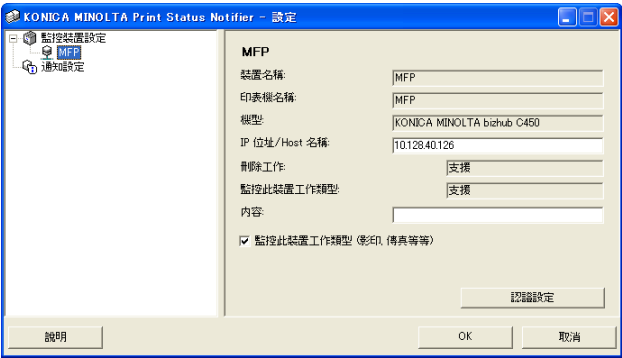 KONICA MINOLTA Print Status Notifier - 設定
監控裝置設定
MFP
通知設定
MFP
裝置名稱: MFP
印表機名稱: MFP
機型: KONICA MINOLTA bizhub C450
IP 位址/Host 名稱: 10.128.40.126
刪除工作: 支援
監控此裝置工作類型: 支援
內容:
監控此裝置工作類型 (影印, 傳真等等)
認證設定
說明 OK 取消